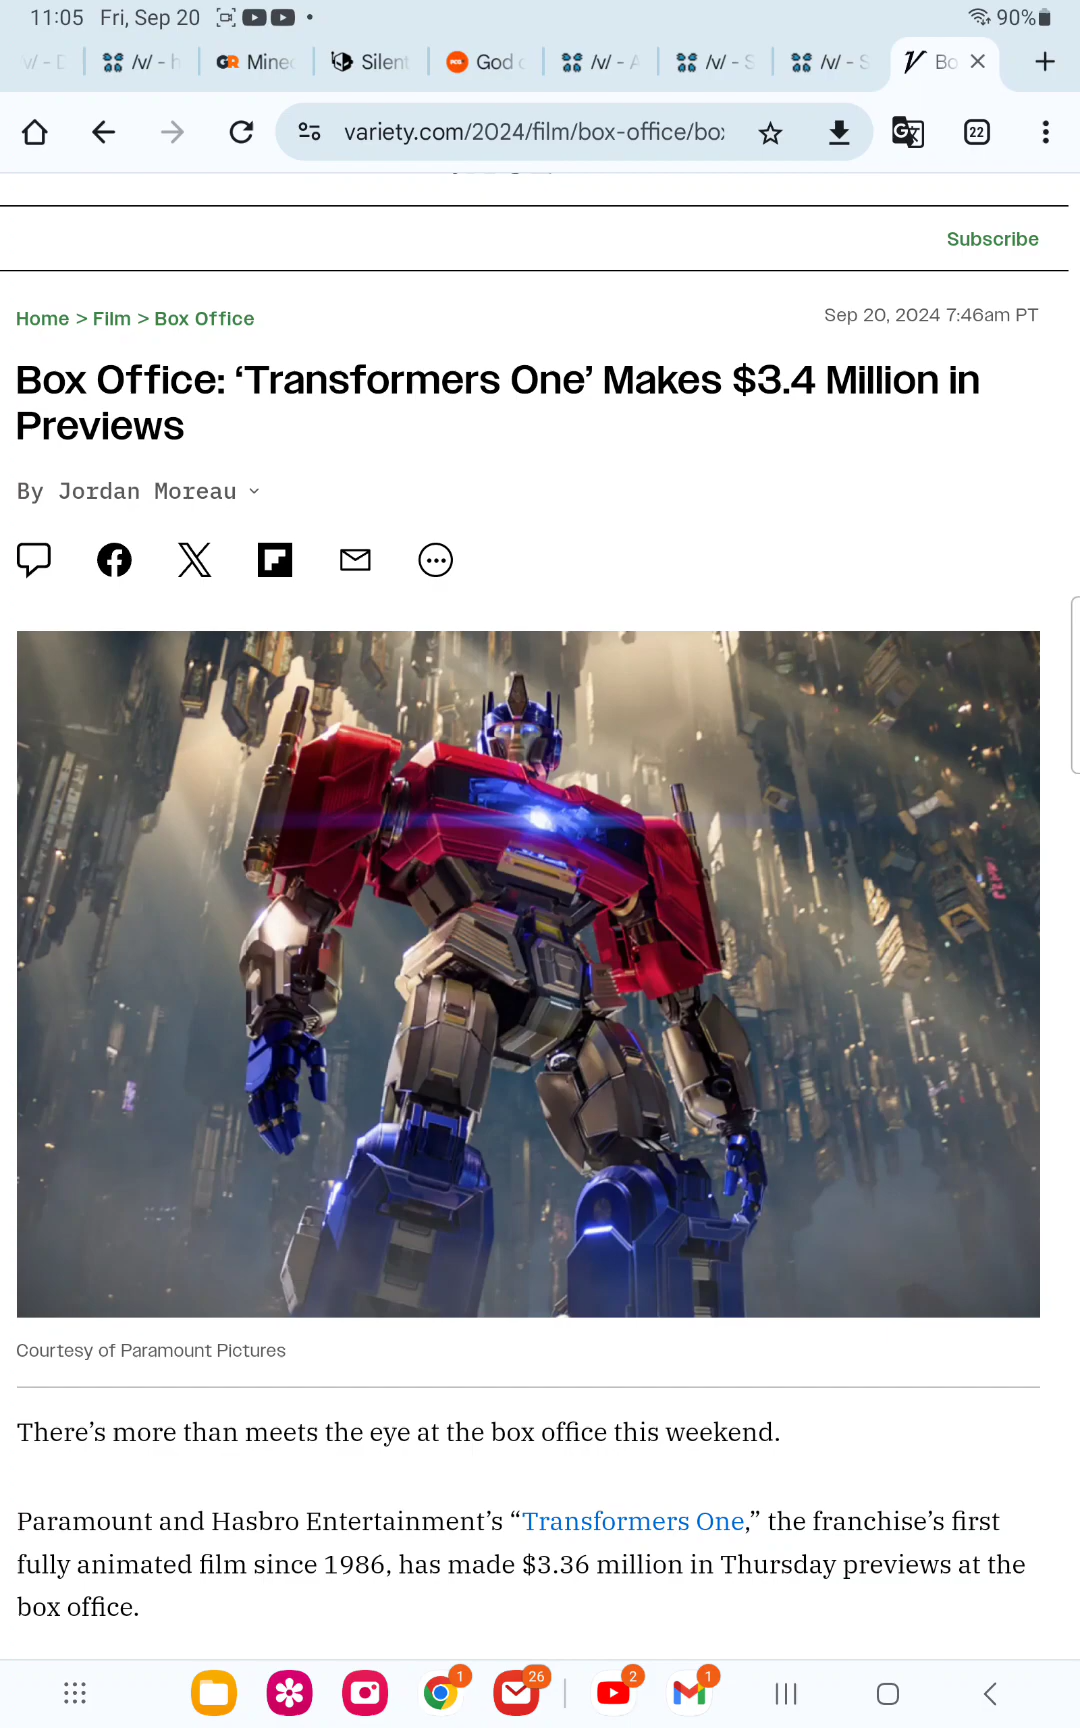 11:05 Fri, Sep 20
90%
/v/ - h
Mine
Silent
God
/v/ - A
/v/ - S
/v/ - S
Bo
variety.com/2024/film/box-office/box
22
Subscribe
Home > Film > Box Office
Sep 20, 2024 7:46am PT
Box Office: ‘Transformers One’ Makes $3.4 Million in
Previews
By Jordan Moreau
Courtesy of Paramount Pictures
There’s more than meets the eye at the box office this weekend.
Paramount and Hasbro Entertainment’s “Transformers One,” the franchise’s first
fully animated film since 1986, has made $3.36 million in Thursday previews at the
box office.
1
26
2
1